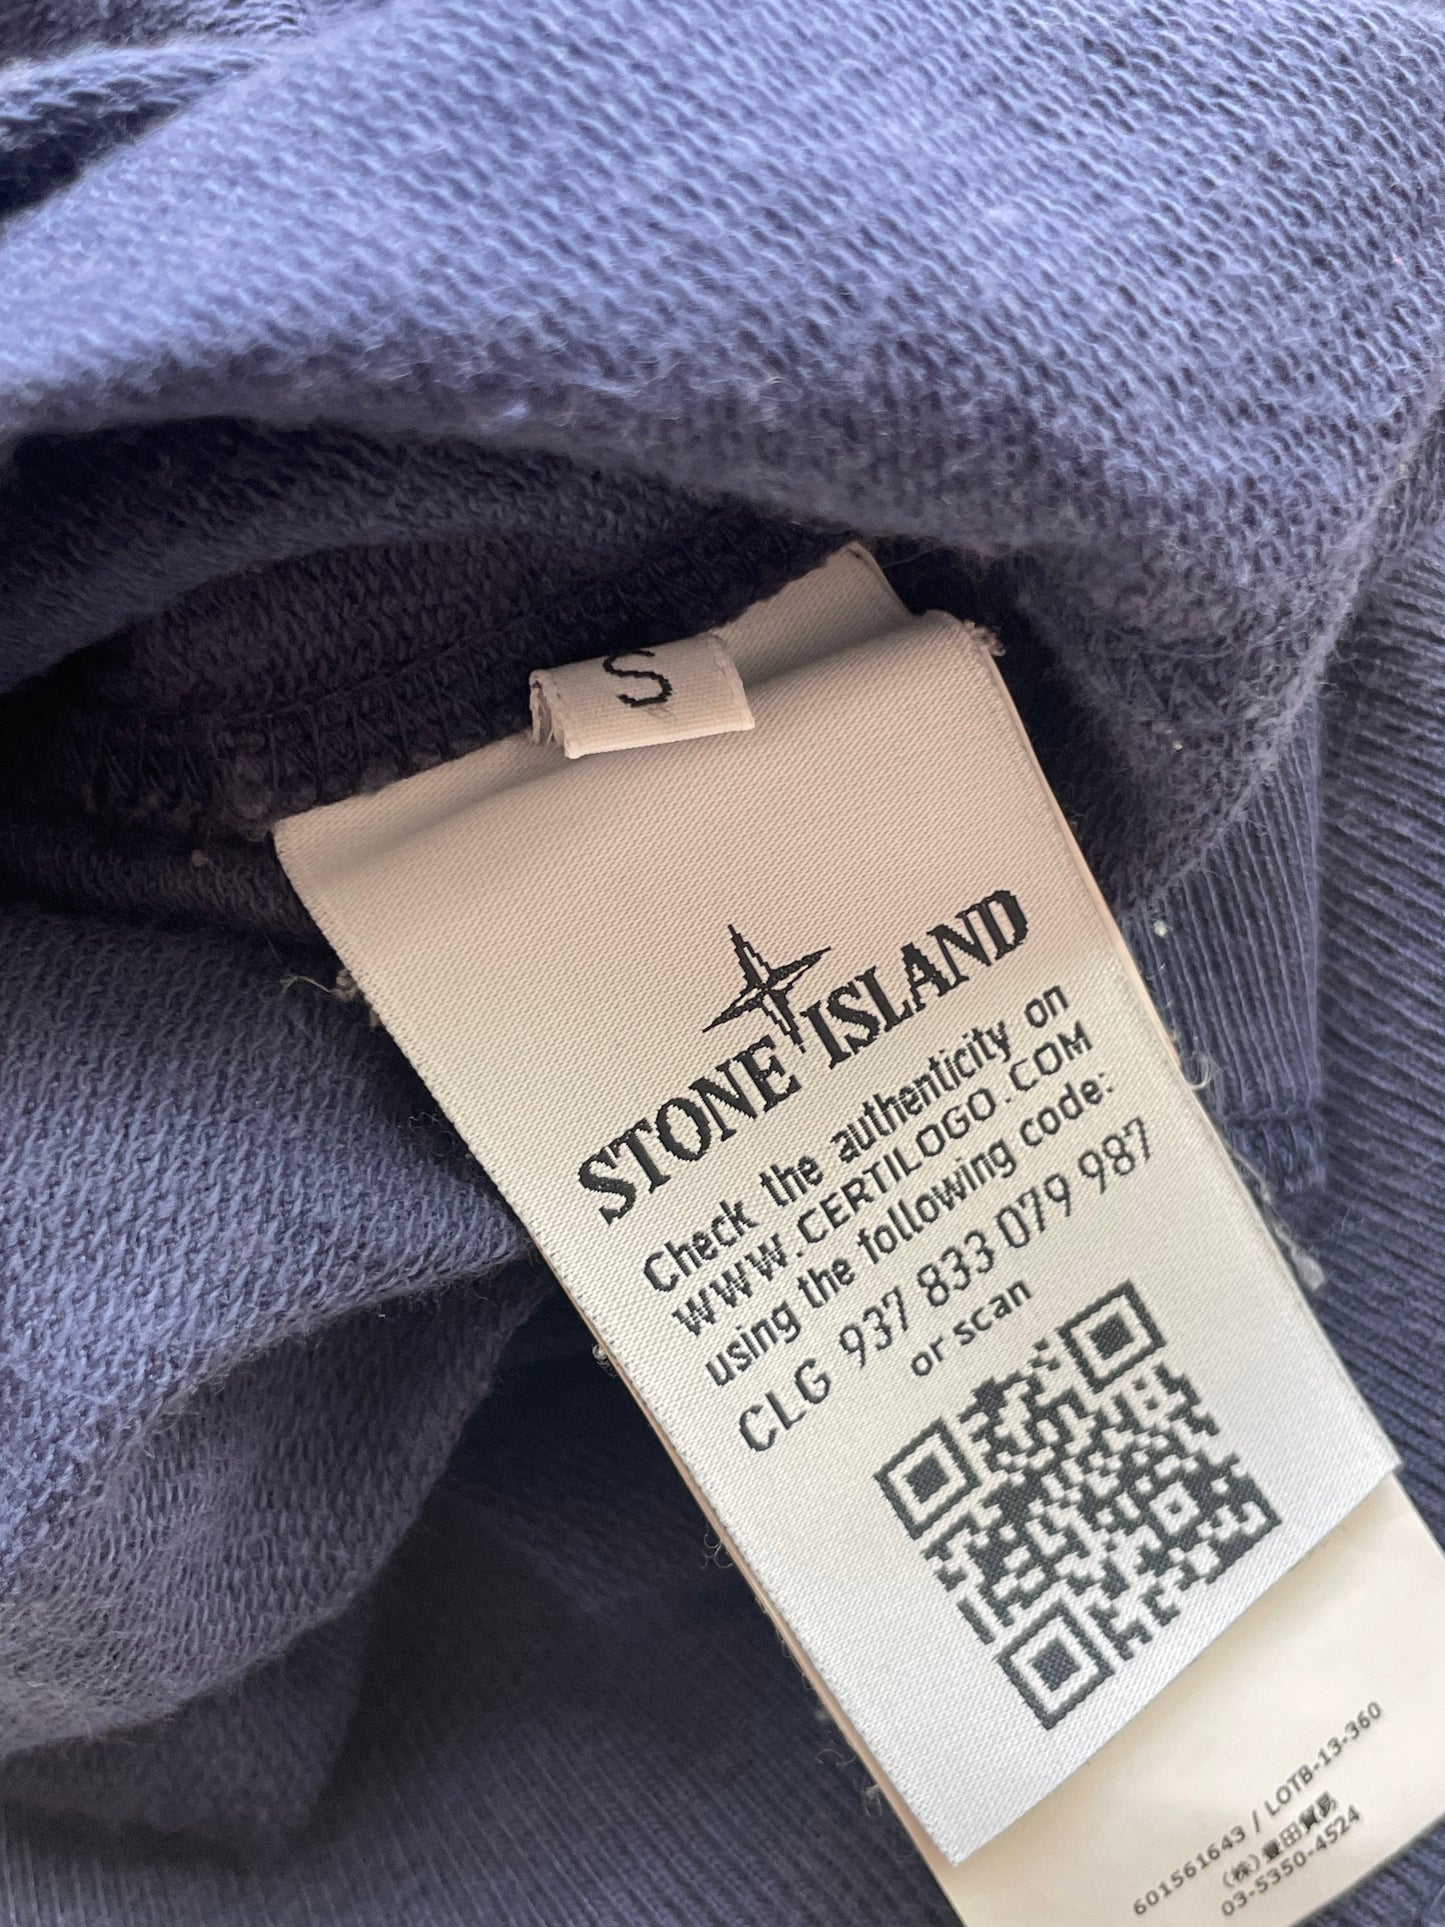 S
STONE ISLAND
Check the authenticity on
WWW.CERTILOGO.COM
using the following code:
CLG 937 833 079 987
or scan
601561643 / LOTB-13-360
(株)豊田貿易
03-5350-4524